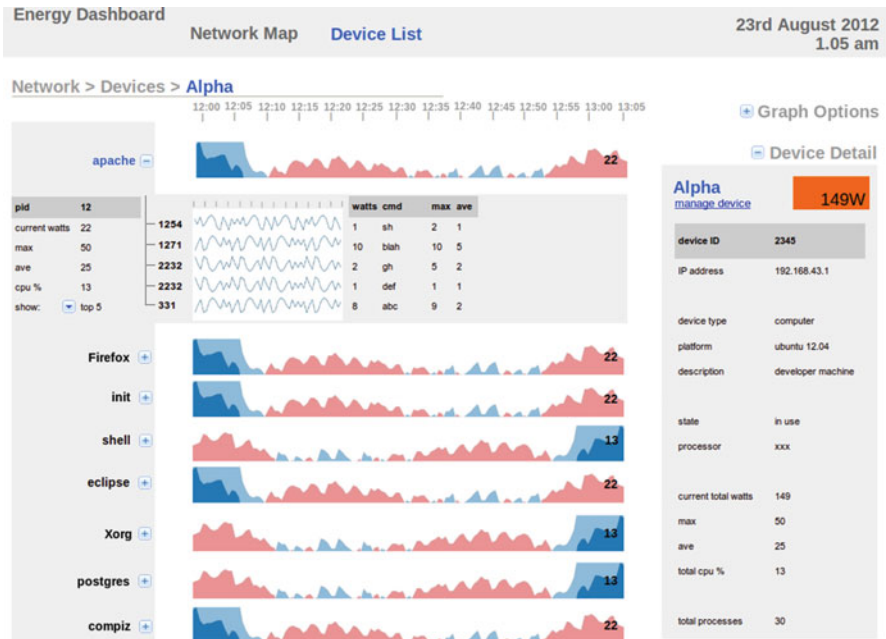 Energy Dashboard
Network Map Device List
23rd August 2012
1.05 am
Network > Devices > Alpha
12:00 12:05 12:10 12:15 12:20 12:25 12:30 12:35 12:40 12:45 12:50 12:55 13:00 13:05
Graph Options
apache 22
Device Detail
Alpha
manage device
149W
pid 12
current watts 22
max 50
ave 25
cpu % 13
show: top 5
watts cmd max ave
1254 1 sh 2 1
1271 10 blah 10 5
2232 2 gh 5 2
2232 1 def 1 1
331 8 abc 9 2
Firefox 22
init 22
shell 13
eclipse 22
Xorg 13
postgres 13
compiz 22
device ID 2345
IP address 192.168.43.1
device type computer
platform ubuntu 12.04
description developer machine
state in use
processor xxx
current total watts 149
max 50
ave 25
total cpu % 13
total processes 30